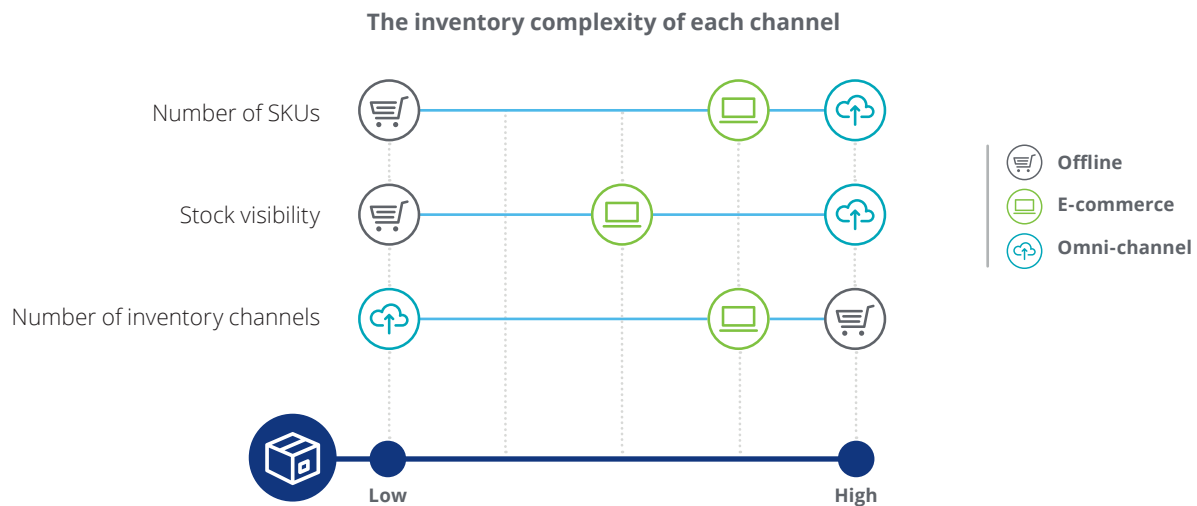 The inventory complexity of each channel
Number of SKUs
Stock visibility
Number of inventory channels
Offline
E-commerce
Omni-channel
Low
High